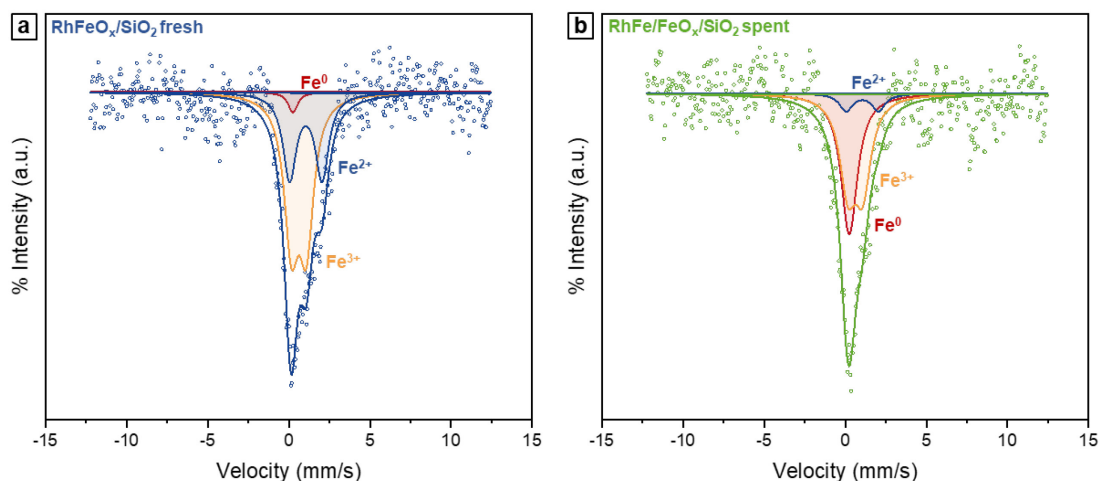 a
RhFeOₓ/SiO₂ fresh
Fe⁰
Fe²⁺
Fe³⁺
% Intensity (a.u.)
-15 -10 -5 0 5 10 15
Velocity (mm/s)
b
RhFe/FeOₓ/SiO₂ spent
Fe²⁺
Fe³⁺
Fe⁰
% Intensity (a.u.)
-15 -10 -5 0 5 10 15
Velocity (mm/s)